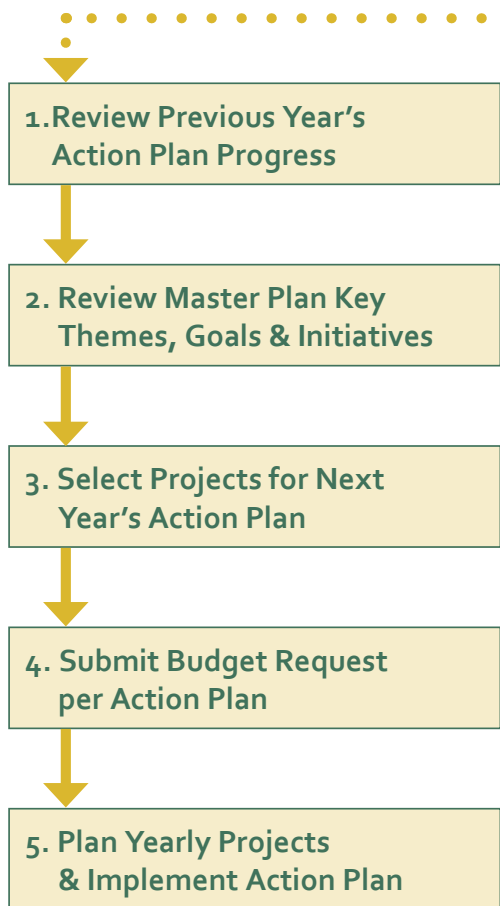 1.Review Previous Year’s
Action Plan Progress
2. Review Master Plan Key
Themes, Goals & Initiatives
3. Select Projects for Next
Year’s Action Plan
4. Submit Budget Request
per Action Plan
5. Plan Yearly Projects
& Implement Action Plan